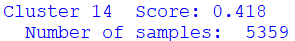 Cluster 14  Score: 0.418
Number of samples:  5359